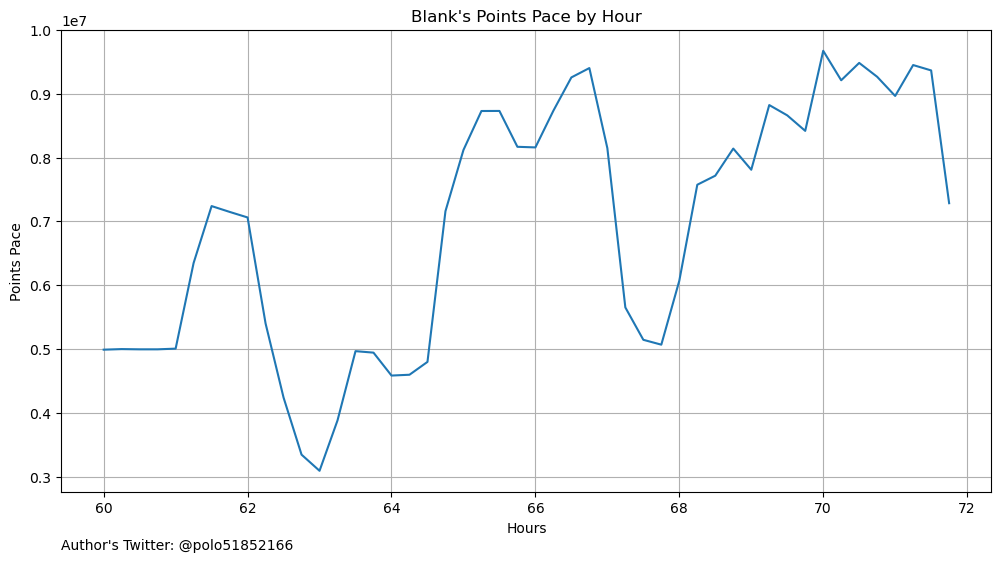 Blank's Points Pace by Hour
1e7
1.0
0.9
0.8
0.7
0.6
0.5
0.4
0.3
Points Pace
60 62 64 66 68 70 72
Hours
Author's Twitter: @polo51852166